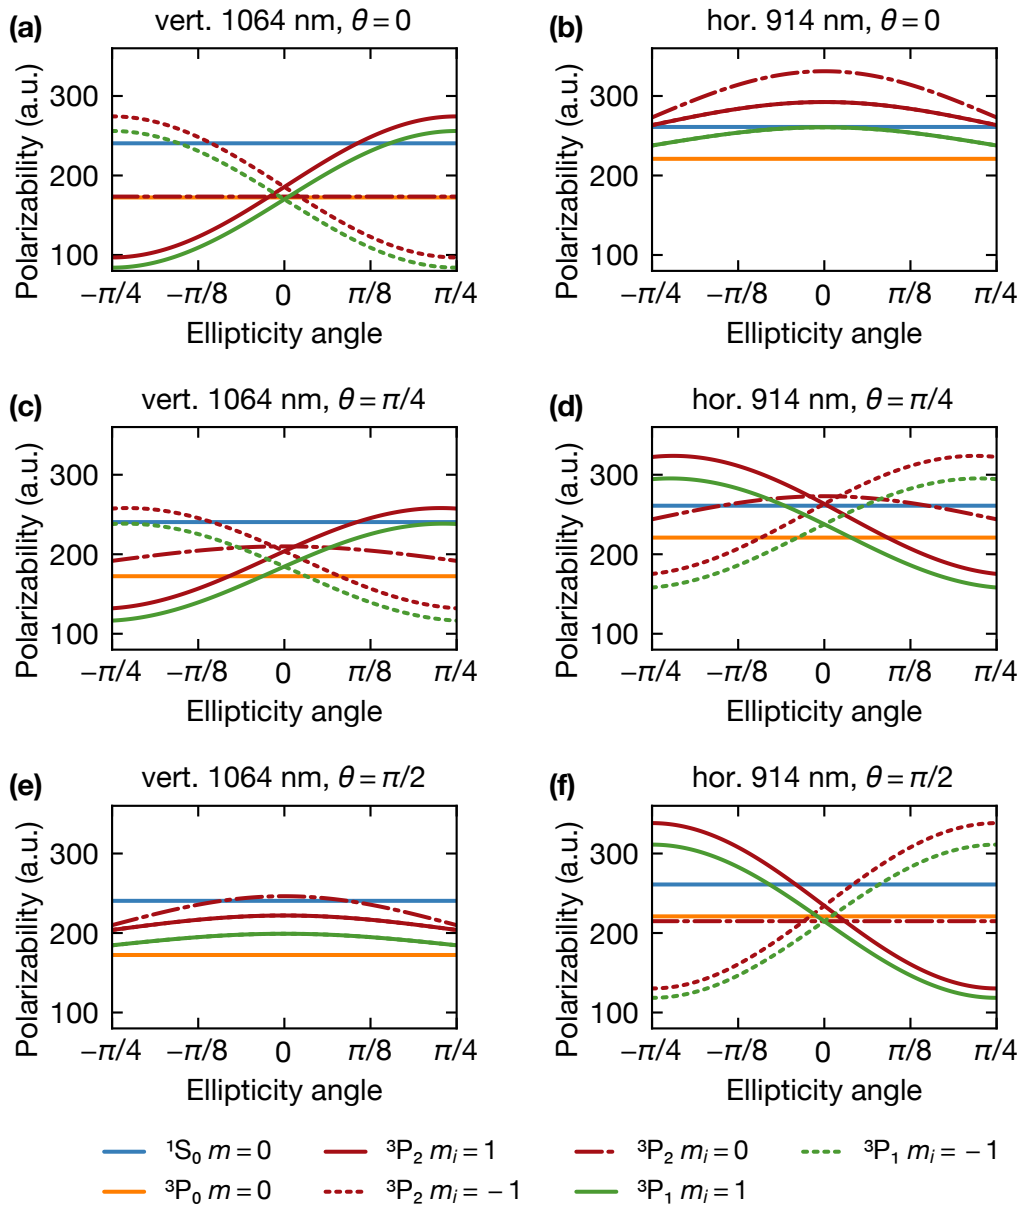 (a) vert. 1064 nm, θ = 0
Polarizability (a.u.)
300
200
100
−π/4 −π/8 0 π/8 π/4
Ellipticity angle
(b) hor. 914 nm, θ = 0
Polarizability (a.u.)
300
200
100
−π/4 −π/8 0 π/8 π/4
Ellipticity angle
(c) vert. 1064 nm, θ = π/4
Polarizability (a.u.)
300
200
100
−π/4 −π/8 0 π/8 π/4
Ellipticity angle
(d) hor. 914 nm, θ = π/4
Polarizability (a.u.)
300
200
100
−π/4 −π/8 0 π/8 π/4
Ellipticity angle
(e) vert. 1064 nm, θ = π/2
Polarizability (a.u.)
300
200
100
−π/4 −π/8 0 π/8 π/4
Ellipticity angle
(f) hor. 914 nm, θ = π/2
Polarizability (a.u.)
300
200
100
−π/4 −π/8 0 π/8 π/4
Ellipticity angle
¹S₀ m = 0 ³P₂ mᵢ = 1 ³P₂ mᵢ = 0 ³P₁ mᵢ = −1
³P₀ m = 0 ³P₂ mᵢ = −1 ³P₁ mᵢ = 1